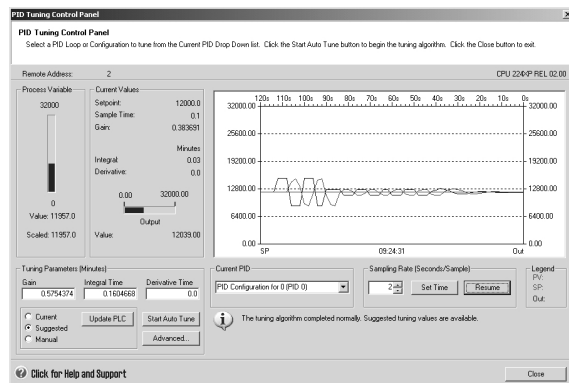 PID Tuning Control Panel
PID Tuning Control Panel
Select a PID Loop or Configuration to tune from the Current PID Drop Down list. Click the Start Auto Tune button to begin the tuning algorithm. Click the Close button to exit.
Remote Address: 2 CPU 224XP REL 02.00
Process Variable
32000
0
Value: 11957.0
Scaled: 11957.0
Current Values
Setpoint: 12000.0
Sample Time: 0.1
Gain: 0.383691
Minutes
Integral: 0.03
Derivative: 0.0
0.00 32000.00
Output
Value: 12039.00
120s 110s 100s 90s 80s 70s 60s 50s 40s 30s 20s 10s 0s
32000.00 32000.00
25600.00 25600.00
19200.00 19200.00
12800.00 12800.00
6400.00 6400.00
0.00 0.00
SP 09:24:31 Out
Tuning Parameters (Minutes)
Gain Integral Time Derivative Time
0.5754374 0.1604668 0.0
Current
Suggested
Manual
Update PLC
Start Auto Tune
Advanced...
Current PID
PID Configuration for 0 (PID 0)
Sampling Rate (Seconds/Sample)
2 Set Time Resume
Legend
PV:
SP:
Out:
The tuning algorithm completed normally. Suggested tuning values are available.
Click for Help and Support
Close